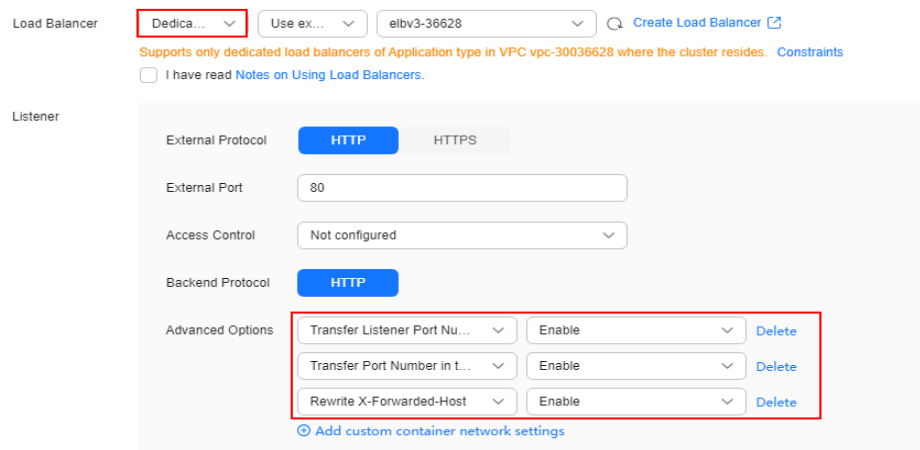 Load Balancer Dedica... Use ex... elbv3-36628 Create Load Balancer
Supports only dedicated load balancers of Application type in VPC vpc-30036628 where the cluster resides. Constraints
I have read Notes on Using Load Balancers.
Listener
External Protocol HTTP HTTPS
External Port 80
Access Control Not configured
Backend Protocol HTTP
Advanced Options Transfer Listener Port Nu... Enable Delete
Transfer Port Number in t... Enable Delete
Rewrite X-Forwarded-Host Enable Delete
Add custom container network settings